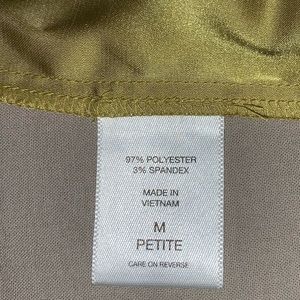 97% POLYESTER
3% SPANDEX
MADE IN
VIETNAM
M
PETITE
CARE ON REVERSE